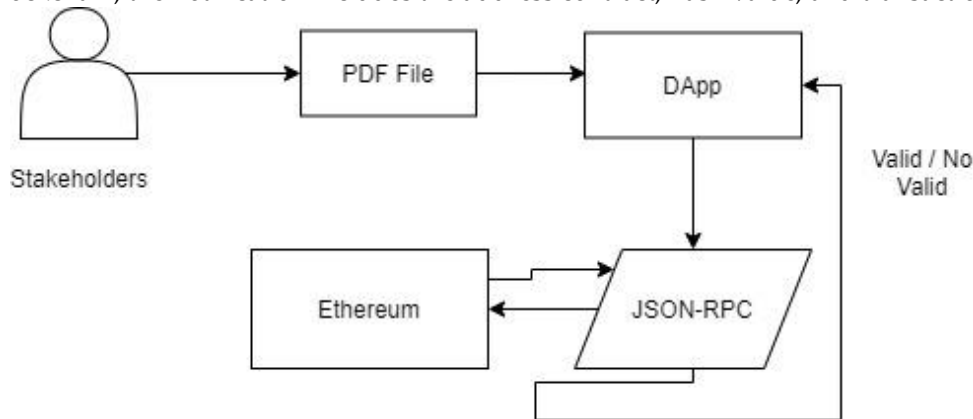 PDF File
DApp
Stakeholders
Valid / No
Valid
Ethereum
JSON-RPC